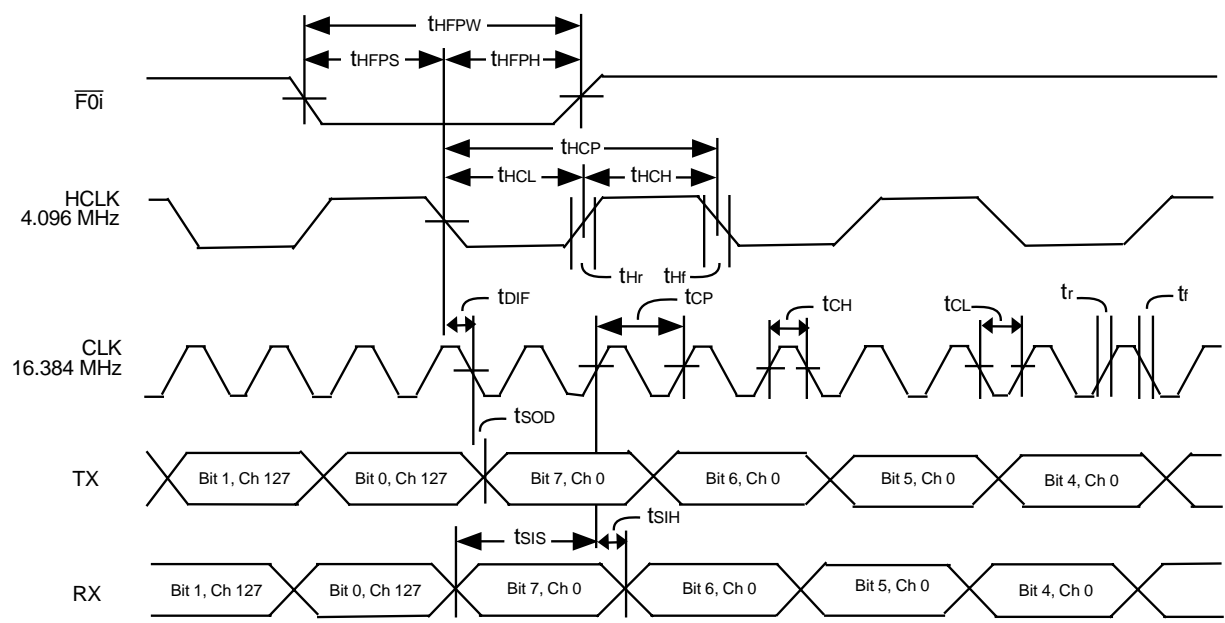 tHFPW
tHFPS
tHFPH
F0i
tHCP
tHCL
tHCH
HCLK
4.096 MHz
tHr
tHf
tDIF
tCP
tCH
tCL
tr
tf
CLK
16.384 MHz
tSOD
TX
Bit 1, Ch 127
Bit 0, Ch 127
Bit 7, Ch 0
Bit 6, Ch 0
Bit 5, Ch 0
Bit 4, Ch 0
tSIS
tSIH
RX
Bit 1, Ch 127
Bit 0, Ch 127
Bit 7, Ch 0
Bit 6, Ch 0
Bit 5, Ch 0
Bit 4, Ch 0